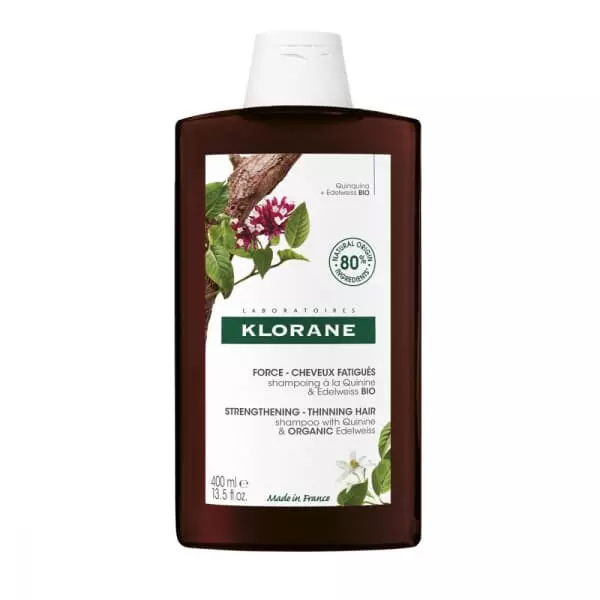 Quinquina
+ Edelweiss BIO
NATURAL ORIGIN
80%
INGREDIENTS*
LABORATOIRES
KLORANE
FORCE - CHEVEUX FATIGUÉS
shampoing à la Quinine
& Edelweiss BIO
STRENGTHENING - THINNING HAIR
shampoo with Quinine
& ORGANIC Edelweiss
400 ml e
13.5 fl.oz.
Made in France